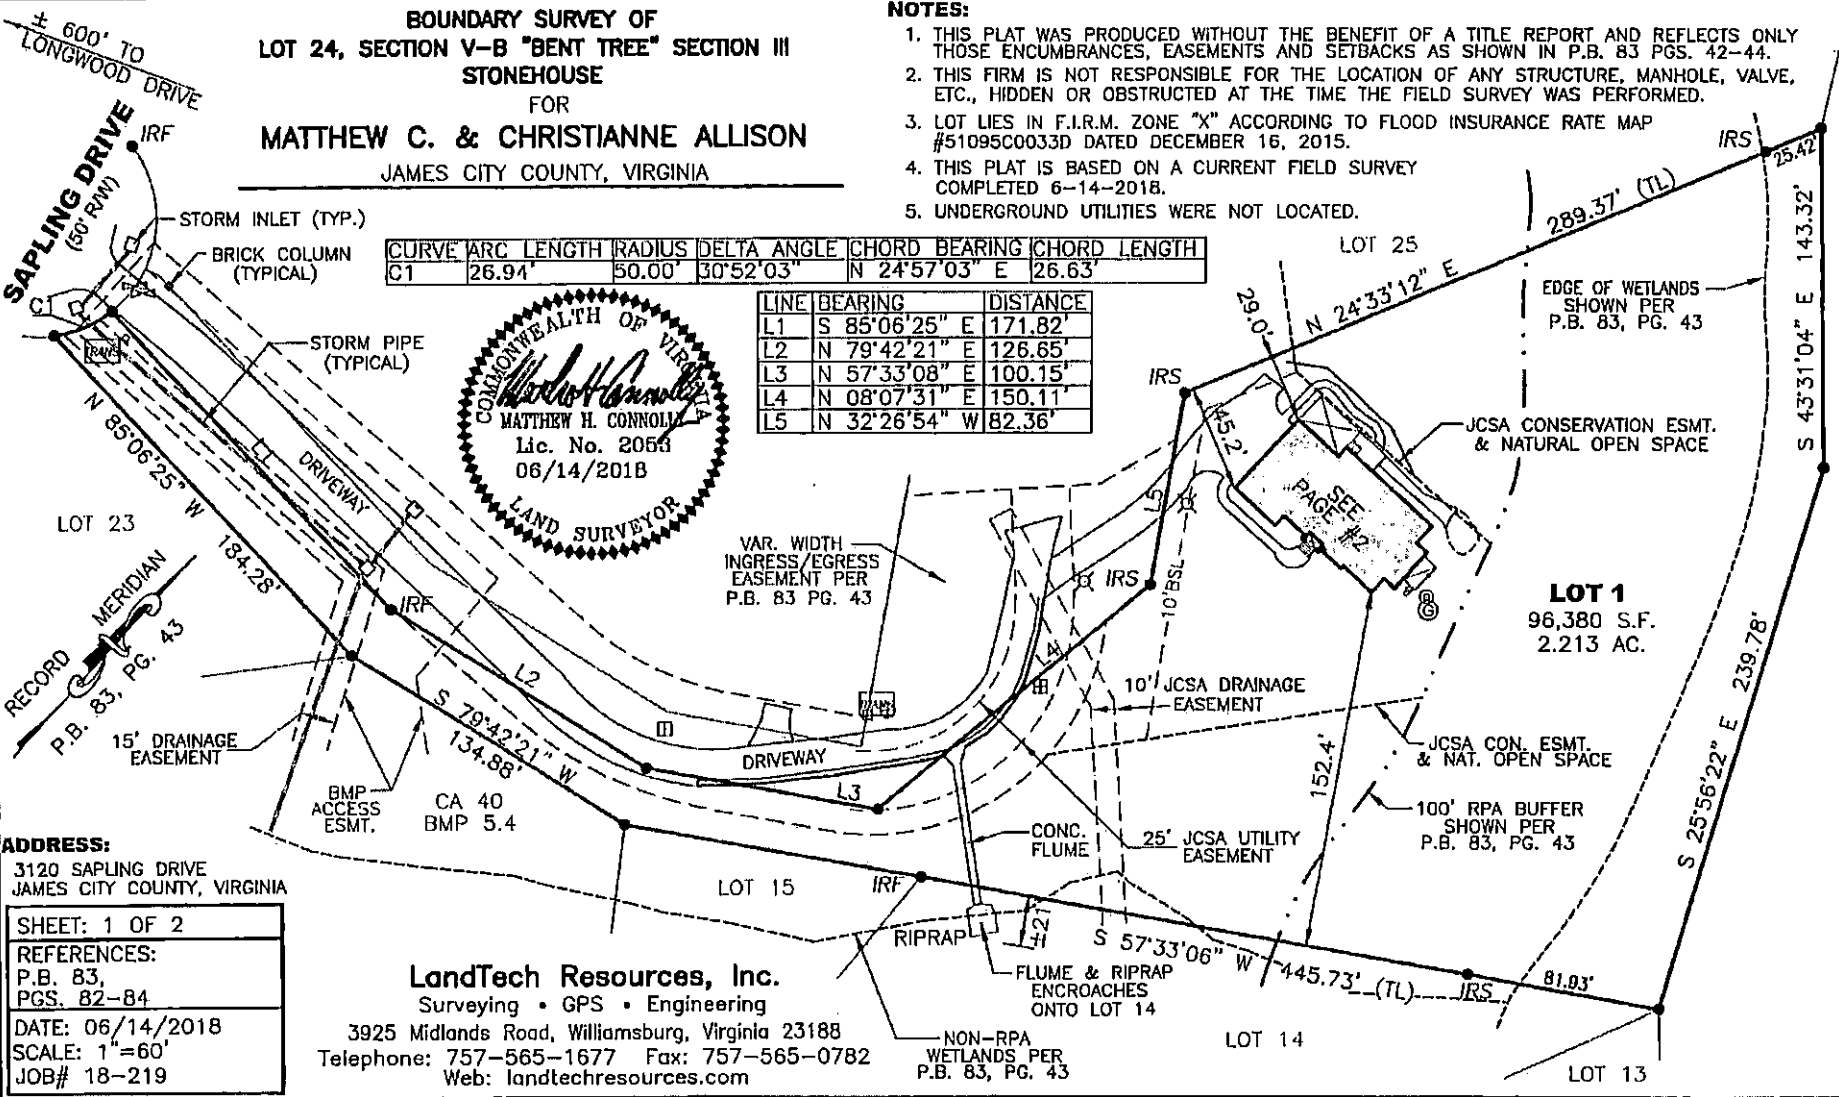 BOUNDARY SURVEY OF
LOT 24, SECTION V-B "BENT TREE" SECTION III
STONEHOUSE
FOR
MATTHEW C. & CHRISTIANNE ALLISON
JAMES CITY COUNTY, VIRGINIA
NOTES:
1. THIS PLAT WAS PRODUCED WITHOUT THE BENEFIT OF A TITLE REPORT AND REFLECTS ONLY
THOSE ENCUMBRANCES, EASEMENTS AND SETBACKS AS SHOWN IN P.B. 83 PGS. 42-44.
2. THIS FIRM IS NOT RESPONSIBLE FOR THE LOCATION OF ANY STRUCTURE, MANHOLE, VALVE,
ETC., HIDDEN OR OBSTRUCTED AT THE TIME THE FIELD SURVEY WAS PERFORMED.
3. LOT LIES IN F.I.R.M. ZONE "X" ACCORDING TO FLOOD INSURANCE RATE MAP
#51095C0033D DATED DECEMBER 16, 2015.
4. THIS PLAT IS BASED ON A CURRENT FIELD SURVEY
COMPLETED 6-14-2018.
5. UNDERGROUND UTILITIES WERE NOT LOCATED.
± 600' TO
LONGWOOD DRIVE
SAPLING DRIVE
(50' R/W)
IRF
STORM INLET (TYP.)
BRICK COLUMN
(TYPICAL)
STORM PIPE
(TYPICAL)
CURVE ARC LENGTH RADIUS DELTA ANGLE CHORD BEARING CHORD LENGTH
C1 26.94' 50.00' 30°52'03" N 24°57'03" E 26.63'
LINE BEARING DISTANCE
L1 S 85°06'25" E 171.82'
L2 N 79°42'21" E 126.65'
L3 N 57°33'08" E 100.15'
L4 N 08°07'31" E 150.11'
L5 N 32°26'54" W 82.36'
COMMONWEALTH OF VIRGINIA
MATTHEW H. CONNOLLY
Lic. No. 2053
06/14/2018
LAND SURVEYOR
IRS
25.42'
289.37' (TL)
N 24°33'12" E
LOT 25
S 43°31'04" E 143.32'
EDGE OF WETLANDS
SHOWN PER
P.B. 83, PG. 43
29.0'
IRS
45.2'
JCSA CONSERVATION ESMT.
& NATURAL OPEN SPACE
SEE
PAGE
#2
L5
IRS
10' BSL
LOT 1
96,380 S.F.
2.213 AC.
TRANS
N 85°06'25" W
184.28'
DRIVEWAY
LOT 23
RECORD MERIDIAN
P.B. 83, PG. 43
IRF
L2
VAR. WIDTH
INGRESS/EGRESS
EASEMENT PER
P.B. 83 PG. 43
L4
10' JCSA DRAINAGE
EASEMENT
DRIVEWAY
L3
15' DRAINAGE
EASEMENT
S 79°42'21" W
134.88'
BMP
ACCESS
ESMT.
CA 40
BMP 5.4
CONC.
FLUME
25' JCSA UTILITY
EASEMENT
152.4'
JCSA CON. ESMT.
& NAT. OPEN SPACE
100' RPA BUFFER
SHOWN PER
P.B. 83, PG. 43
S 25°56'22" E 239.78'
ADDRESS:
3120 SAPLING DRIVE
JAMES CITY COUNTY, VIRGINIA
LOT 15
IRF
RIPRAP
±21'
S 57°33'06" W 445.73' (TL)
IRS
81.93'
FLUME & RIPRAP
ENCROACHES
ONTO LOT 14
NON-RPA
WETLANDS PER
P.B. 83, PG. 43
LOT 14
LOT 13
SHEET: 1 OF 2
REFERENCES:
P.B. 83,
PGS. 82-84
DATE: 06/14/2018
SCALE: 1"=60'
JOB# 18-219
LandTech Resources, Inc.
Surveying • GPS • Engineering
3925 Midlands Road, Williamsburg, Virginia 23188
Telephone: 757-565-1677 Fax: 757-565-0782
Web: landtechresources.com